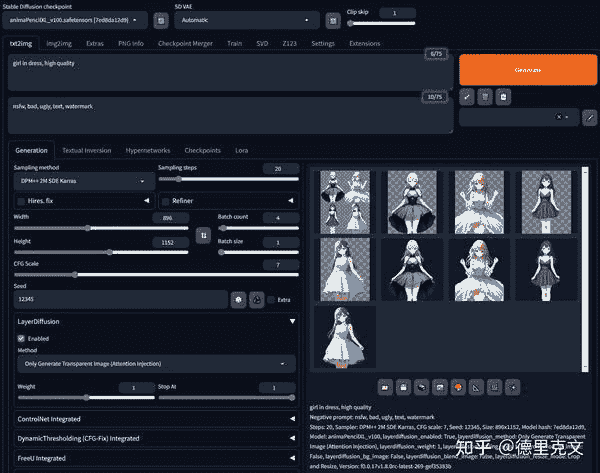 Stable Diffusion checkpoint
SD VAE
Clip skip
1
animaPencilXL_v100.safetensors [7ed8da12d9]
Automatic
txt2img img2img Extras PNG Info Checkpoint Merger Train SVD Z123 Settings Extensions
6/75
girl in dress, high quality
Generate
10/75
nsfw, bad, ugly, text, watermark
Generation Textual Inversion Hypernetworks Checkpoints Lora
Sampling method
Sampling steps
20
DPM++ 2M SDE Karras
Hires. fix
Refiner
Width
896
Batch count
4
Height
1152
Batch size
1
CFG Scale
7
Seed
12345
Extra
LayerDiffusion
Enabled
Method
Only Generate Transparent Image (Attention Injection)
Weight
1
Stop At
1
ControlNet Integrated
DynamicThresholding (CFG-Fix) Integrated
FreeU Integrated
girl in dress, high quality
Negative prompt: nsfw, bad, ugly, text, watermark
Steps: 20, Sampler: DPM++ 2M SDE Karras, CFG scale: 7, Seed: 12345, Size: 896x1152, Model hash: 7ed8da12d9,
Model: animaPencilXL_v100, layerdiffusion_enabled: True, layerdiffusion_method: Only Generate Transparent
Image (Attention Injection), layerdiffusion_weight: 1,
False, layerdiffusion_bg_image: False, layerdiffusion_blend_image: False, layerdiffusion_resize_mode: Crop
and Resize, Version: f0.0.17v1.8.0rc-latest-269-gef35383b
知乎 @德里克文